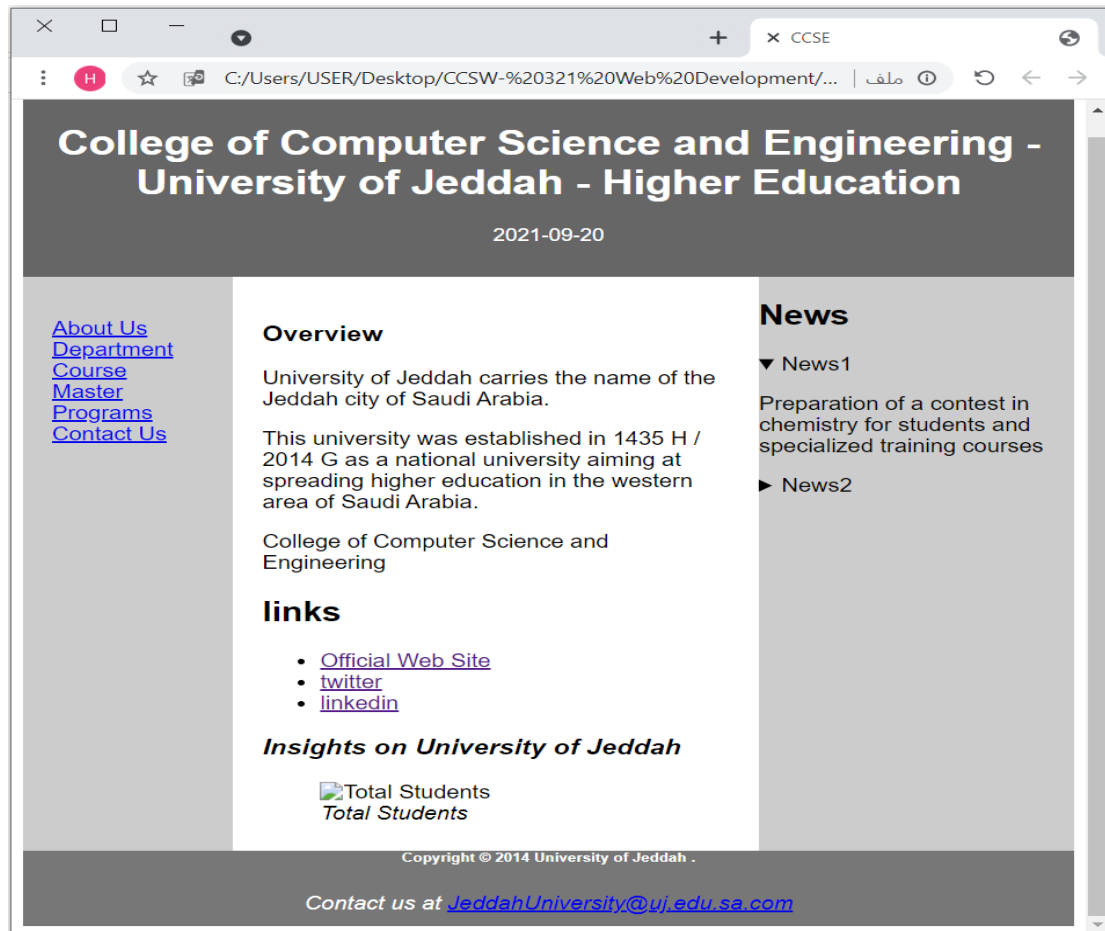 CCSE
H
C:/Users/USER/Desktop/CCSW-%20321%20Web%20Development/... | ملف
College of Computer Science and Engineering -
University of Jeddah - Higher Education
2021-09-20
About Us
Department
Course
Master
Programs
Contact Us
Overview
University of Jeddah carries the name of the
Jeddah city of Saudi Arabia.
This university was established in 1435 H /
2014 G as a national university aiming at
spreading higher education in the western
area of Saudi Arabia.
College of Computer Science and
Engineering
links
Official Web Site
twitter
linkedin
Insights on University of Jeddah
Total Students
Total Students
News
News1
Preparation of a contest in
chemistry for students and
specialized training courses
News2
Copyright © 2014 University of Jeddah .
Contact us at JeddahUniversity@uj.edu.sa.com